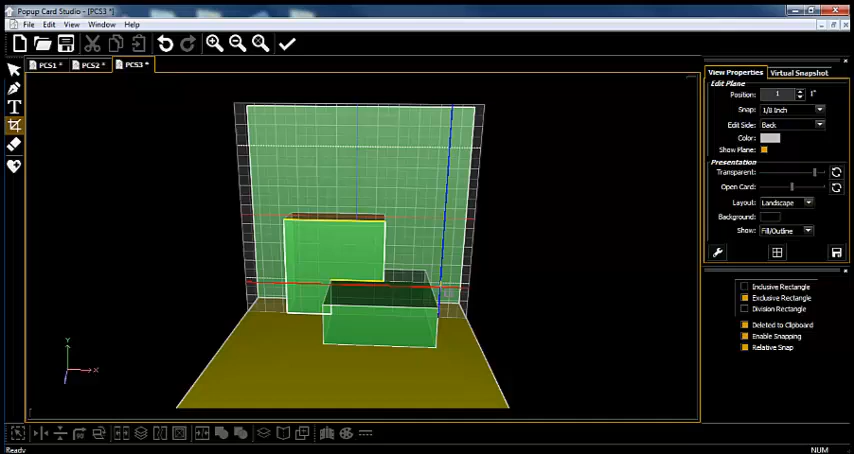 Popup Card Studio - [PCS3 *]
File Edit View Window Help
PCS1 * PCS2 * PCS3 *
View Properties Virtual Snapshot
Edit Plane
Position: 1 1"
Snap: 1/8 Inch
Edit Side: Back
Color:
Show Plane:
Presentation
Transparent:
Open Card:
Layout: Landscape
Background:
Show: Fill/Outline
Inclusive Rectangle
Exclusive Rectangle
Division Rectangle
Deleted to Clipboard
Enable Snapping
Relative Snap
Y
X
Ready NUM